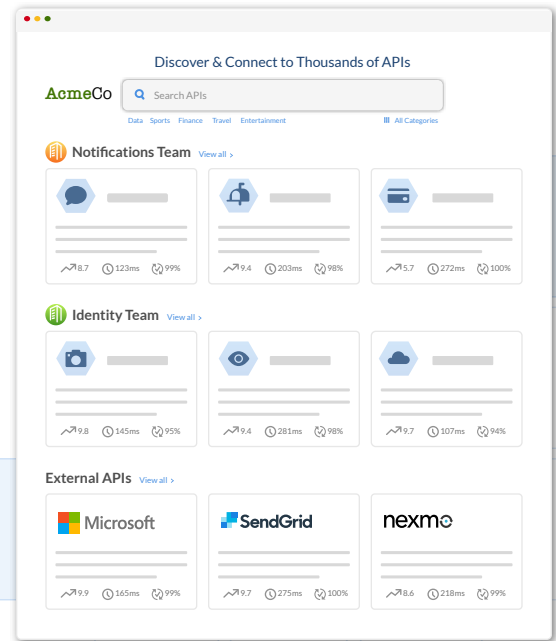 Discover & Connect to Thousands of APIs
AcmeCo
Search APIs
Data Sports Finance Travel Entertainment All Categories
Notifications Team View all >
8.7 123ms 99% 9.4 203ms 98% 5.7 272ms 100%
Identity Team View all >
9.8 145ms 95% 9.4 281ms 98% 9.7 107ms 94%
External APIs View all >
Microsoft SendGrid nexmo
9.9 165ms 99% 9.7 275ms 100% 8.6 218ms 99%